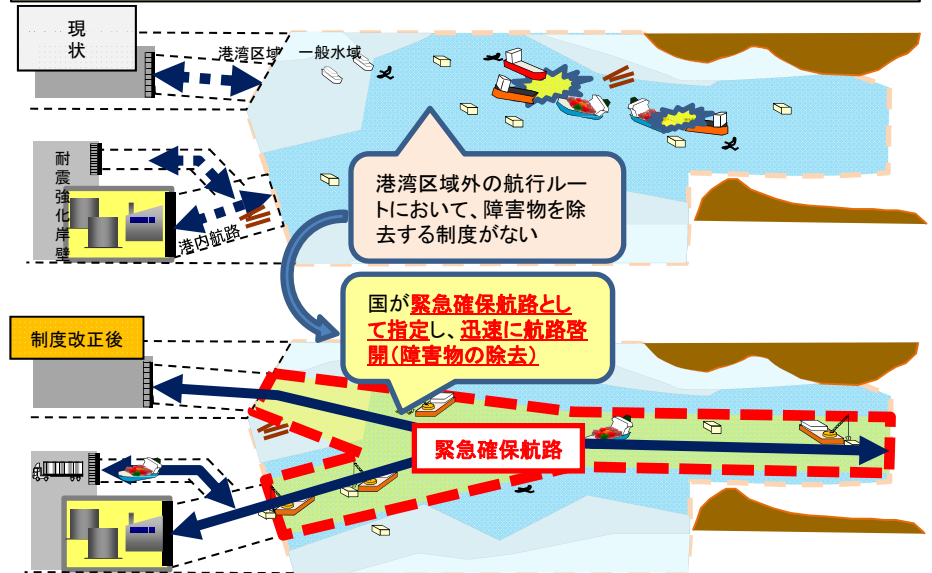 現
状
港湾区域
一般水域
耐震強化岸壁
港内航路
港湾区域外の航行ルー
トにおいて、障害物を除
去する制度がない
国が緊急確保航路とし
て指定し、迅速に航路啓
開(障害物の除去)
制度改正後
緊急確保航路